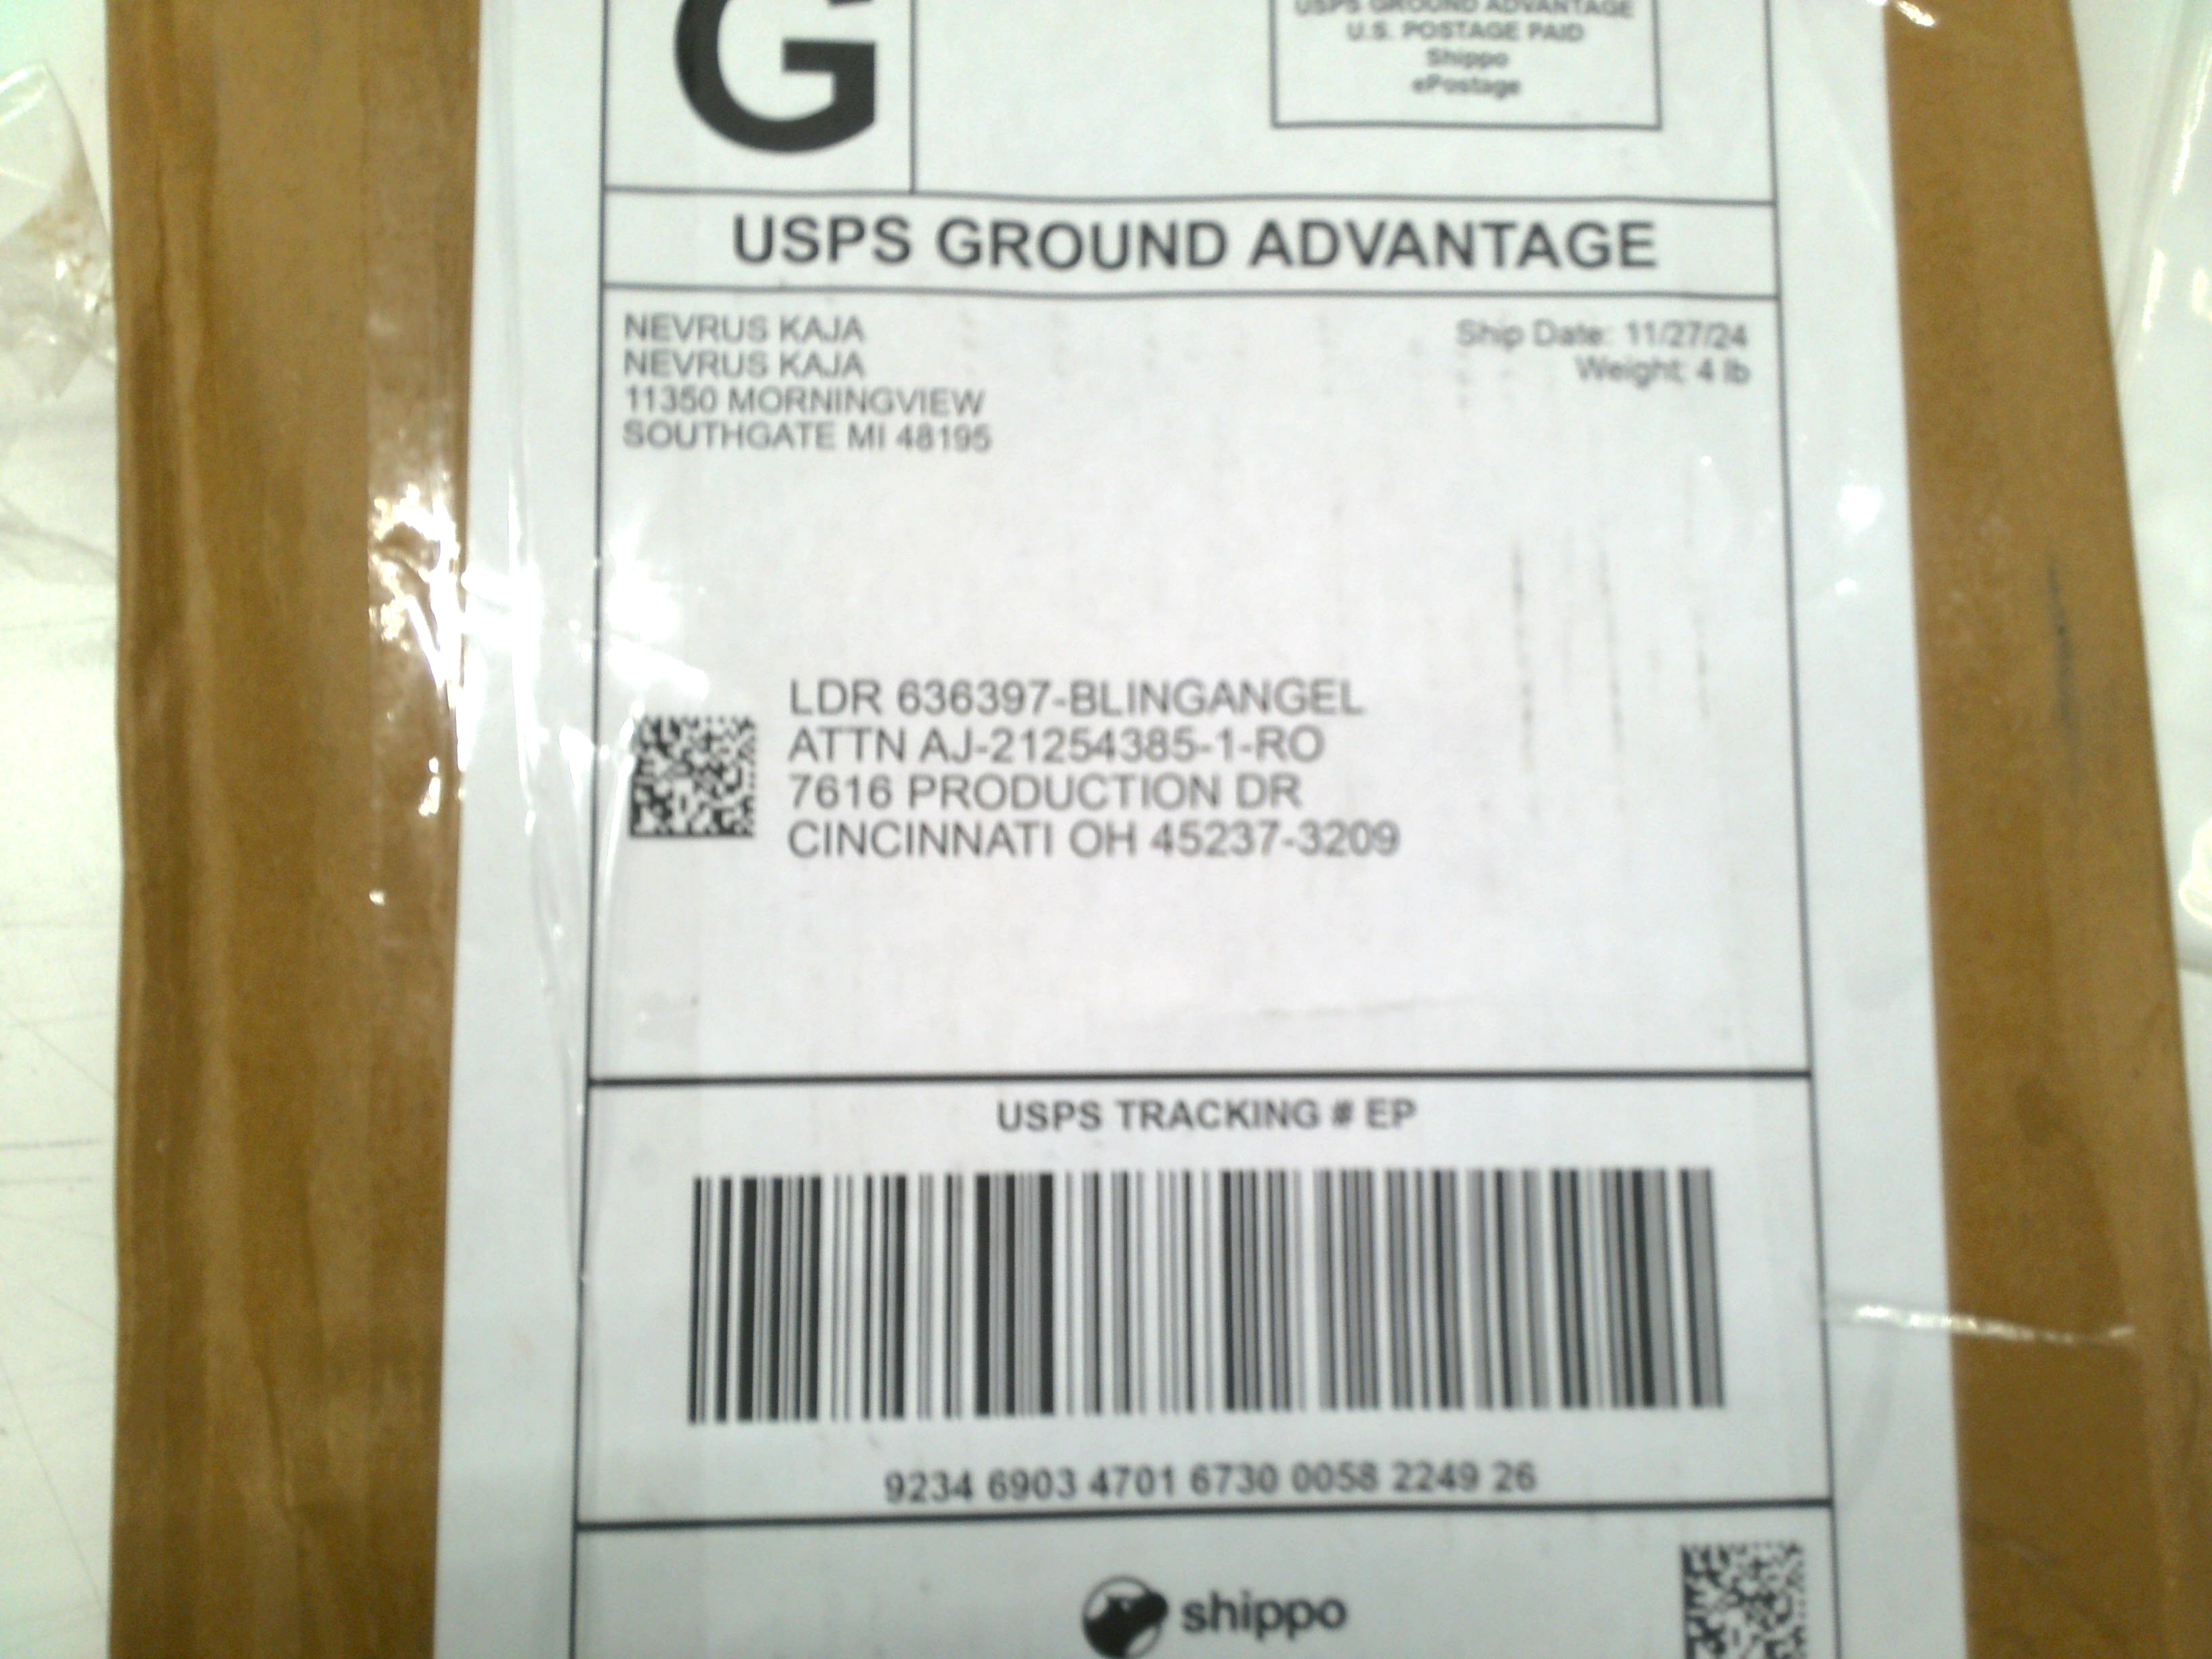 G
USPS GROUND ADVANTAGE
U.S. POSTAGE PAID
Shippo
ePostage
USPS GROUND ADVANTAGE
NEVRUS KAJA
NEVRUS KAJA
11350 MORNINGVIEW
SOUTHGATE MI 48195
Ship Date: 11/27/24
Weight: 4 lb
LDR 636397-BLINGANGEL
ATTN AJ-21254385-1-RO
7616 PRODUCTION DR
CINCINNATI OH 45237-3209
USPS TRACKING # EP
9234 6903 4701 6730 0058 2249 26
shippo